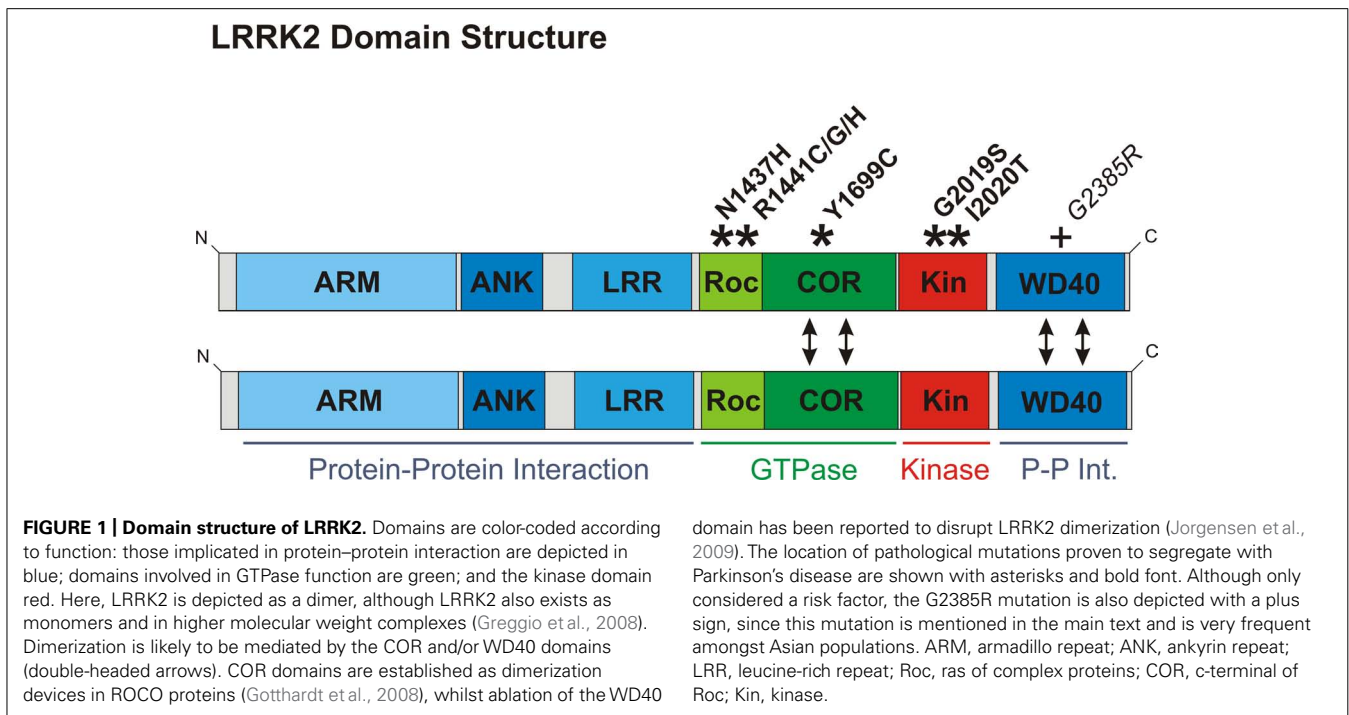 LRRK2 Domain Structure
N1437H
R1441C/G/H
Y1699C
G2019S
I2020T
G2385R
** * ** +
N C
ARM ANK LRR Roc COR Kin WD40
N C
ARM ANK LRR Roc COR Kin WD40
Protein-Protein Interaction GTPase Kinase P-P Int.
FIGURE 1 | Domain structure of LRRK2. Domains are color-coded according
to function: those implicated in protein–protein interaction are depicted in
blue; domains involved in GTPase function are green; and the kinase domain
red. Here, LRRK2 is depicted as a dimer, although LRRK2 also exists as
monomers and in higher molecular weight complexes (Greggio et al., 2008).
Dimerization is likely to be mediated by the COR and/or WD40 domains
(double-headed arrows). COR domains are established as dimerization
devices in ROCO proteins (Gotthardt et al., 2008), whilst ablation of the WD40
domain has been reported to disrupt LRRK2 dimerization (Jorgensen et al.,
2009). The location of pathological mutations proven to segregate with
Parkinson's disease are shown with asterisks and bold font. Although only
considered a risk factor, the G2385R mutation is also depicted with a plus
sign, since this mutation is mentioned in the main text and is very frequent
amongst Asian populations. ARM, armadillo repeat; ANK, ankyrin repeat;
LRR, leucine-rich repeat; Roc, ras of complex proteins; COR, c-terminal of
Roc; Kin, kinase.